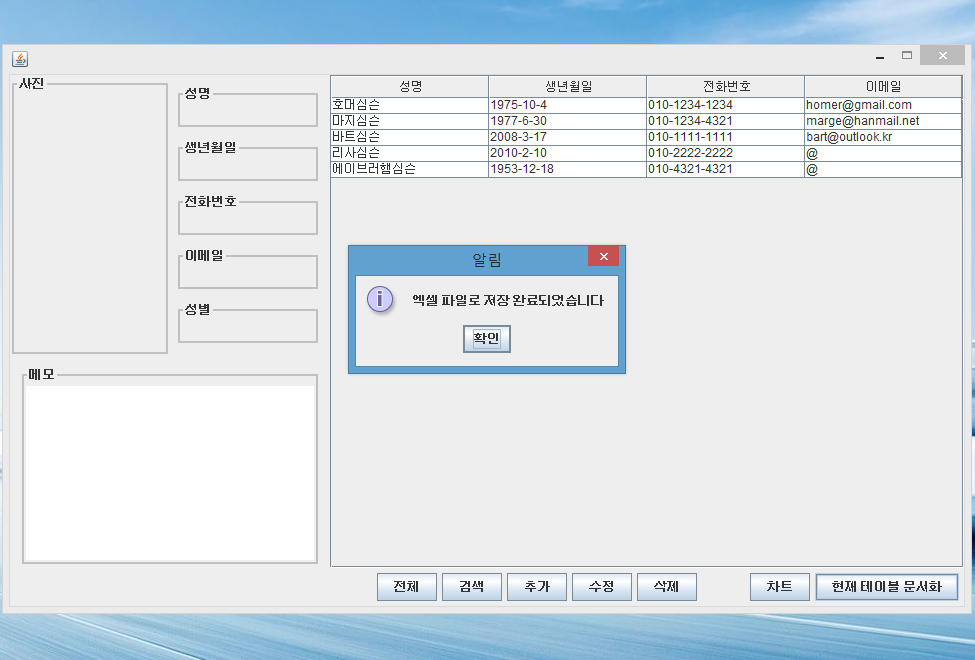 사진
성명
생년월일
전화번호
이메일
성별
메모
성명 생년월일 전화번호 이메일
호머심슨 1975-10-4 010-1234-1234 homer@gmail.com
마지심슨 1977-6-30 010-1234-4321 marge@hanmail.net
바트심슨 2008-3-17 010-1111-1111 bart@outlook.kr
리사심슨 2010-2-10 010-2222-2222 @
에이브러햄심슨 1953-12-18 010-4321-4321 @
알림
엑셀 파일로 저장 완료되었습니다
확인
전체 검색 추가 수정 삭제 차트 현재 테이블 문서화